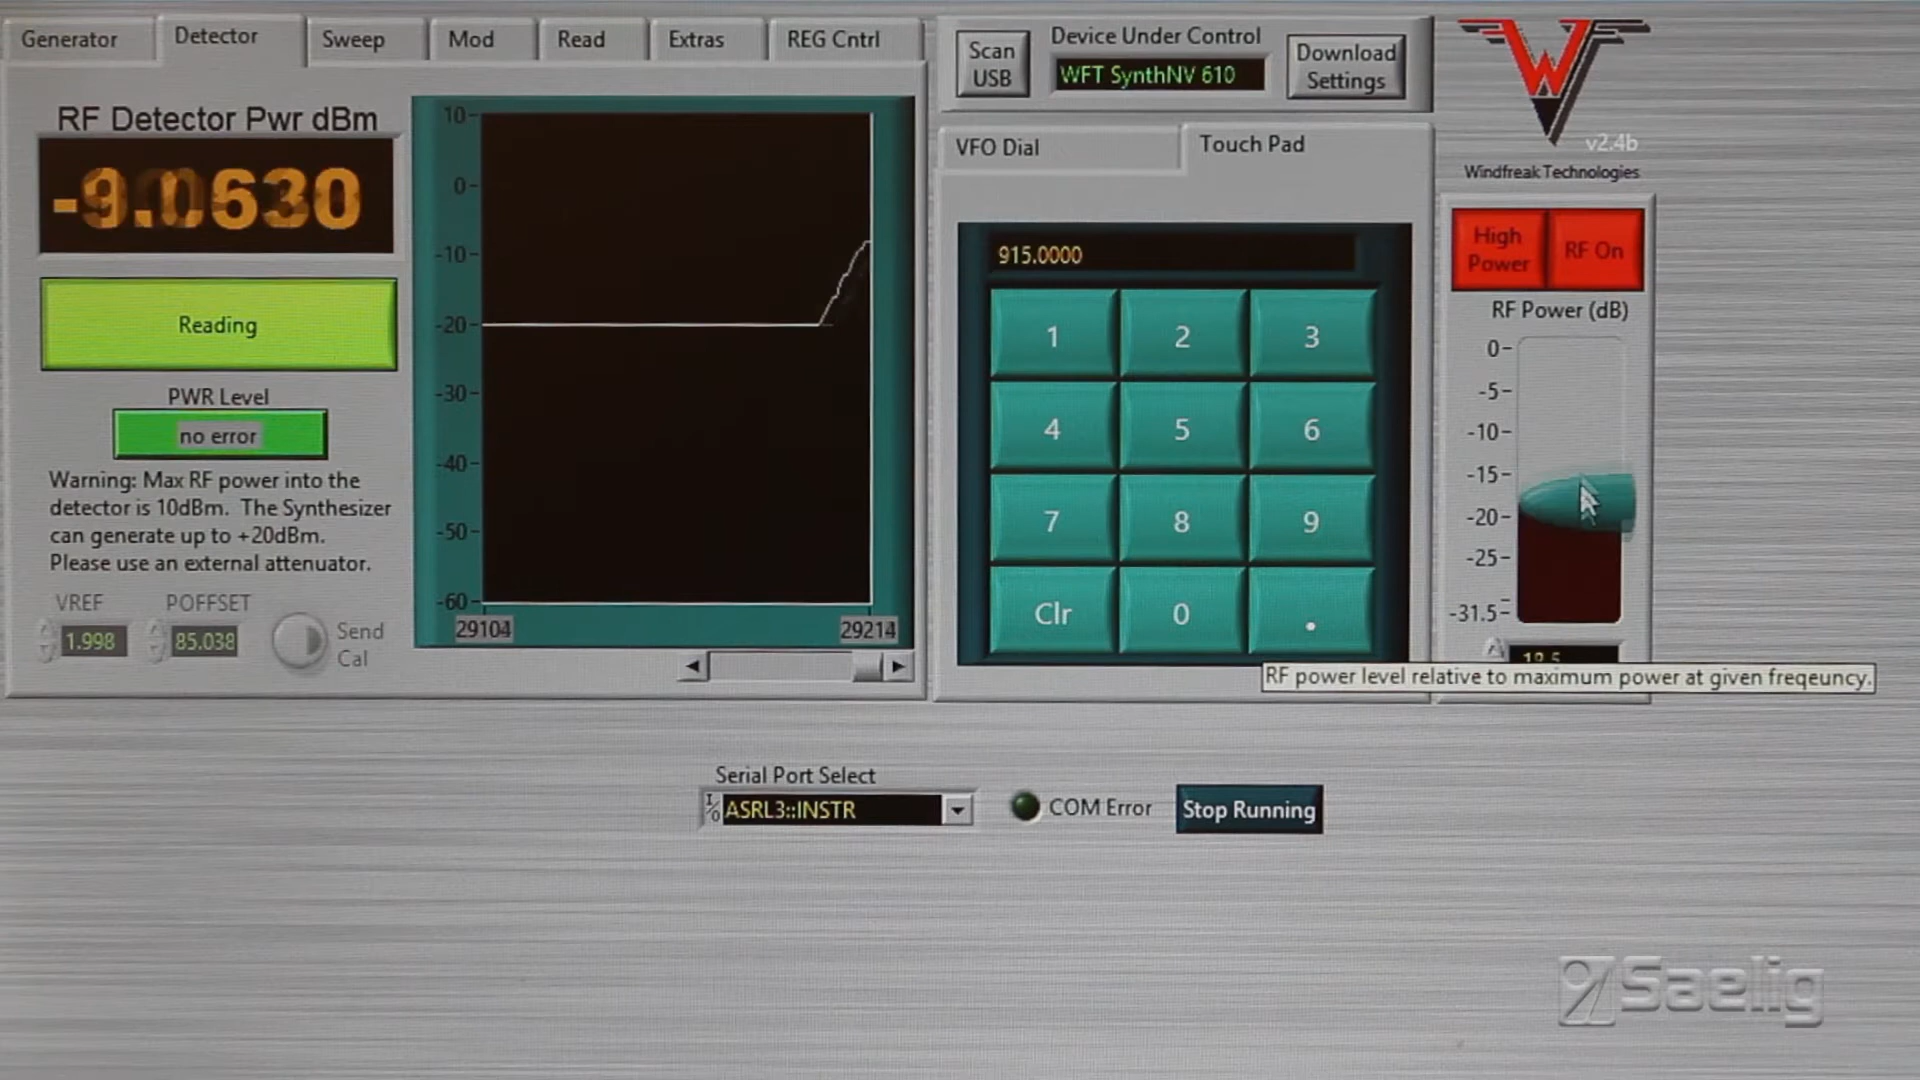 Generator
Detector
Sweep
Mod
Read
Extras
REG Cntrl
RF Detector Pwr dBm
Reading
PWR Level
no error
Warning: Max RF power into the
detector is 10dBm. The Synthesizer
can generate up to +20dBm.
Please use an external attenuator.
VREF
POFFSET
1.998
85.038
Send
Cal
10
0
-10
-20
-30
-40
-50
-60
29104
29214
Scan
USB
Device Under Control
WFT SynthNV 610
Download
Settings
VFO Dial
Touch Pad
915.0000
1
2
3
4
5
6
7
8
9
Clr
0
.
W
v2.4b
Windfreak Technologies
High
Power
RF On
RF Power (dB)
0
-5
-10
-15
-20
-25
-31.5
RF power level relative to maximum power at given freqeuncy.
Serial Port Select
I/O
ASRL3::INSTR
COM Error
Stop Running
Saelig